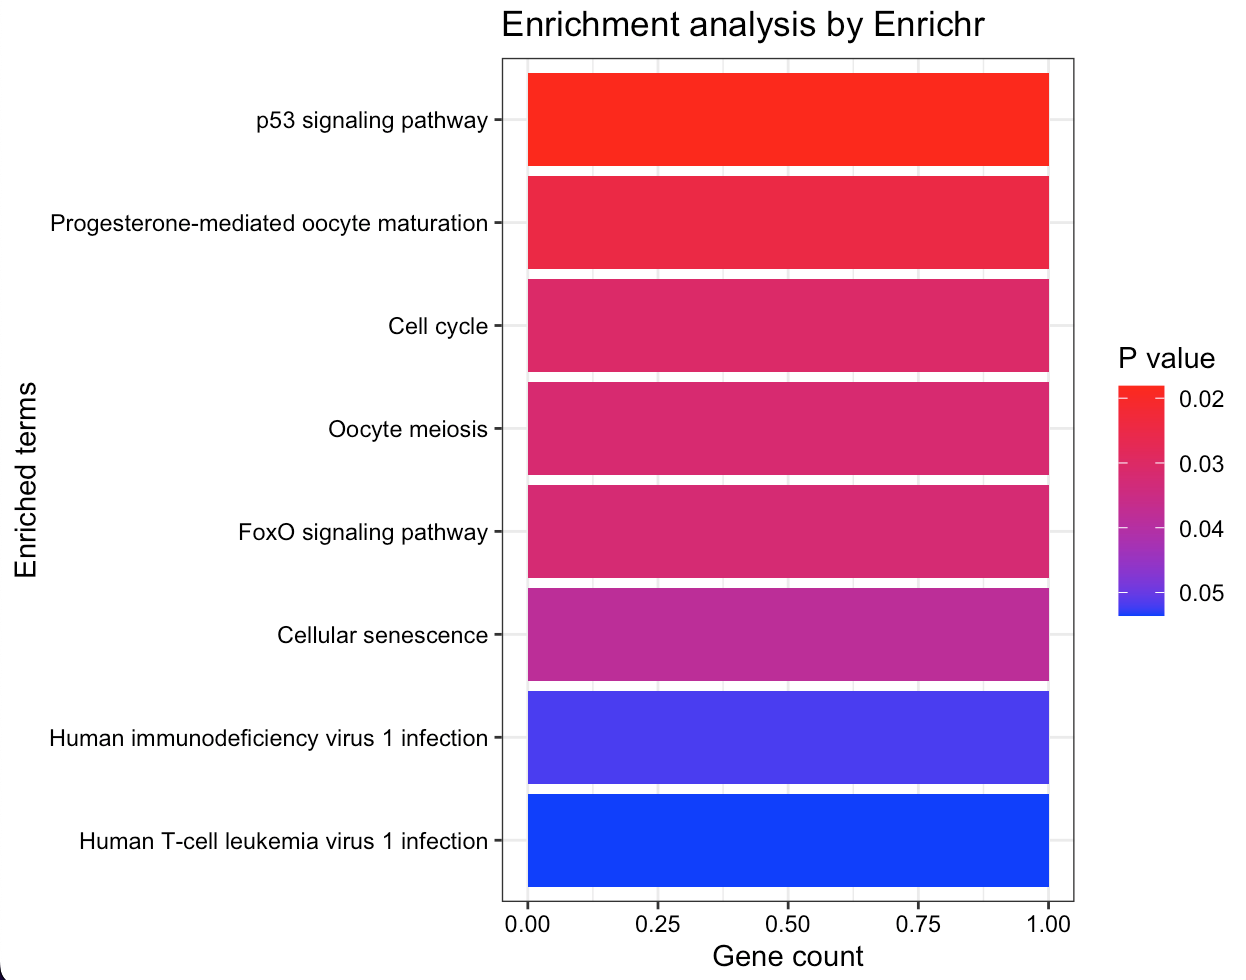 Enrichment analysis by Enrichr
Enriched terms
p53 signaling pathway
Progesterone-mediated oocyte maturation
Cell cycle
Oocyte meiosis
FoxO signaling pathway
Cellular senescence
Human immunodeficiency virus 1 infection
Human T-cell leukemia virus 1 infection
0.00 0.25 0.50 0.75 1.00
Gene count
P value
0.02
0.03
0.04
0.05